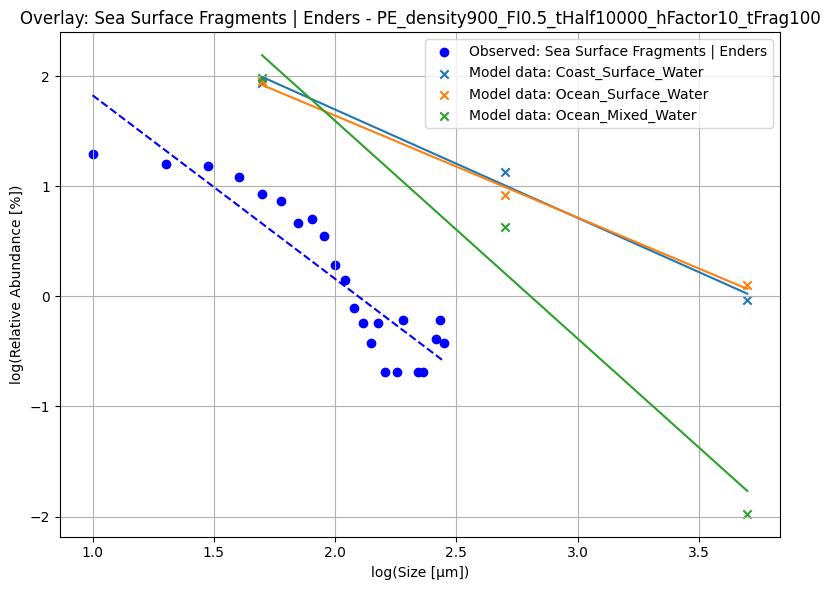 Overlay: Sea Surface Fragments | Enders - PE_density900_FI0.5_tHalf10000_hFactor10_tFrag100
Observed: Sea Surface Fragments | Enders
Model data: Coast_Surface_Water
Model data: Ocean_Surface_Water
Model data: Ocean_Mixed_Water
log(Relative Abundance [%])
2
1
0
−1
−2
1.0 1.5 2.0 2.5 3.0 3.5
log(Size [μm])